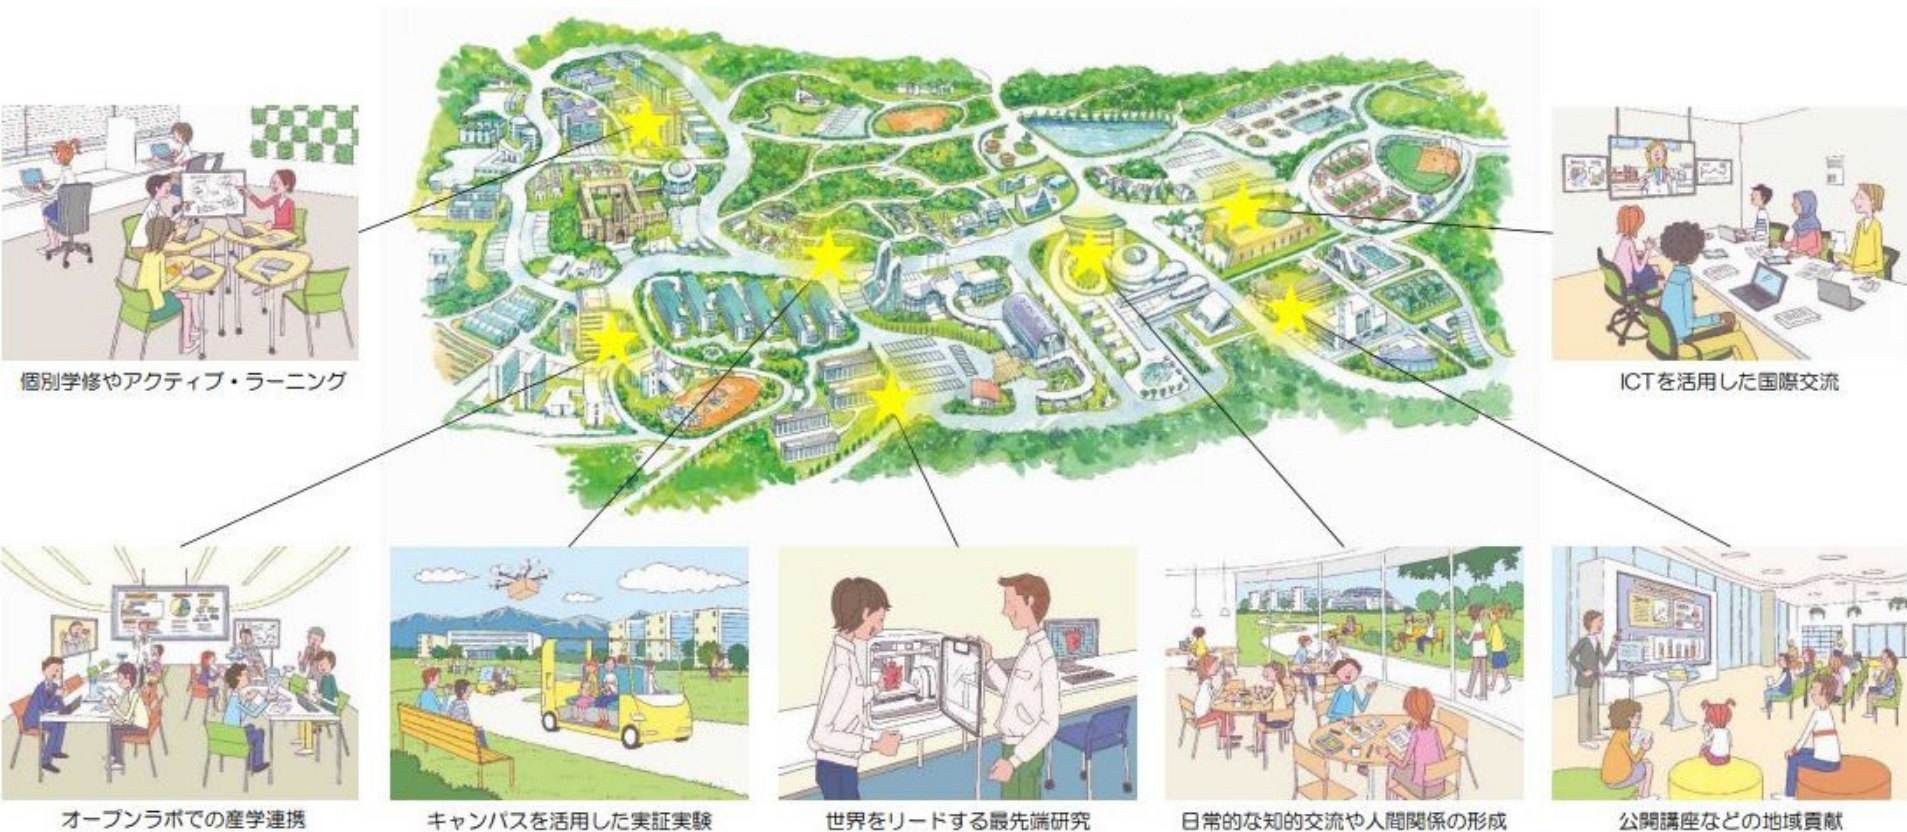 個別学修やアクティブ・ラーニング
ICTを活用した国際交流
オープンラボでの産学連携
キャンパスを活用した実証実験
世界をリードする最先端研究
日常的な知的交流や人間関係の形成
公開講座などの地域貢献